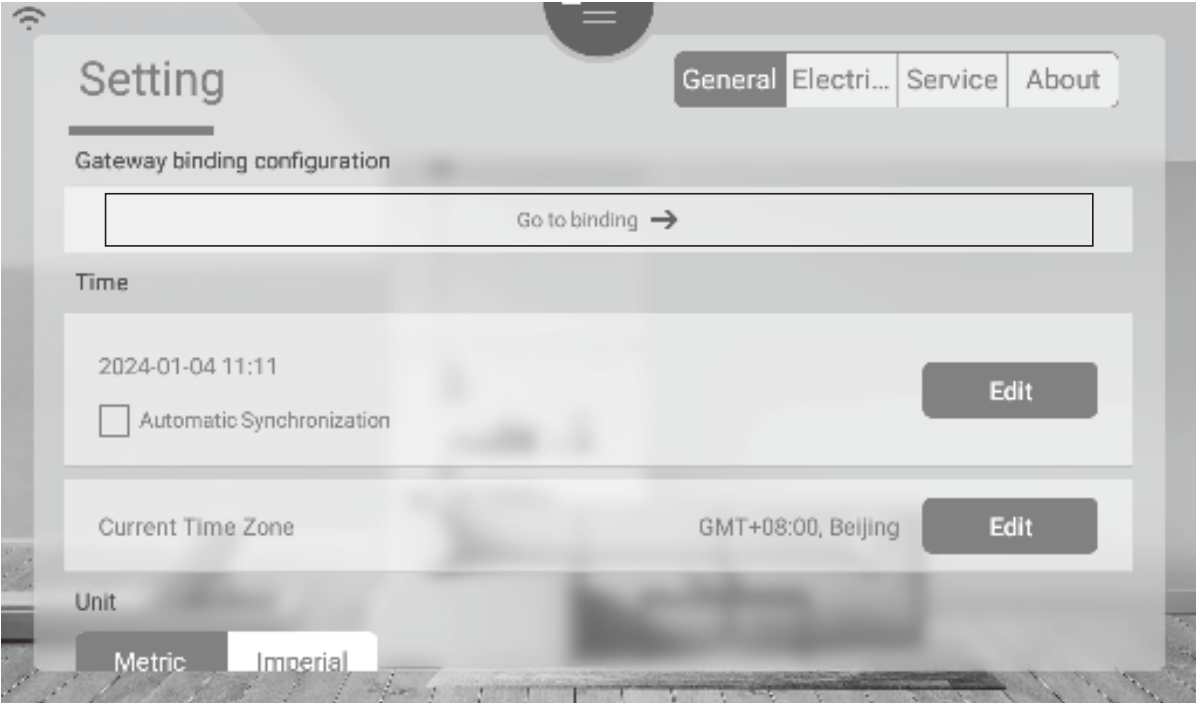 Setting
General Electri... Service About
Gateway binding configuration
Go to binding →
Time
2024-01-04 11:11
Edit
Automatic Synchronization
Current Time Zone
GMT+08:00, Beijing
Edit
Unit
Metric Imperial